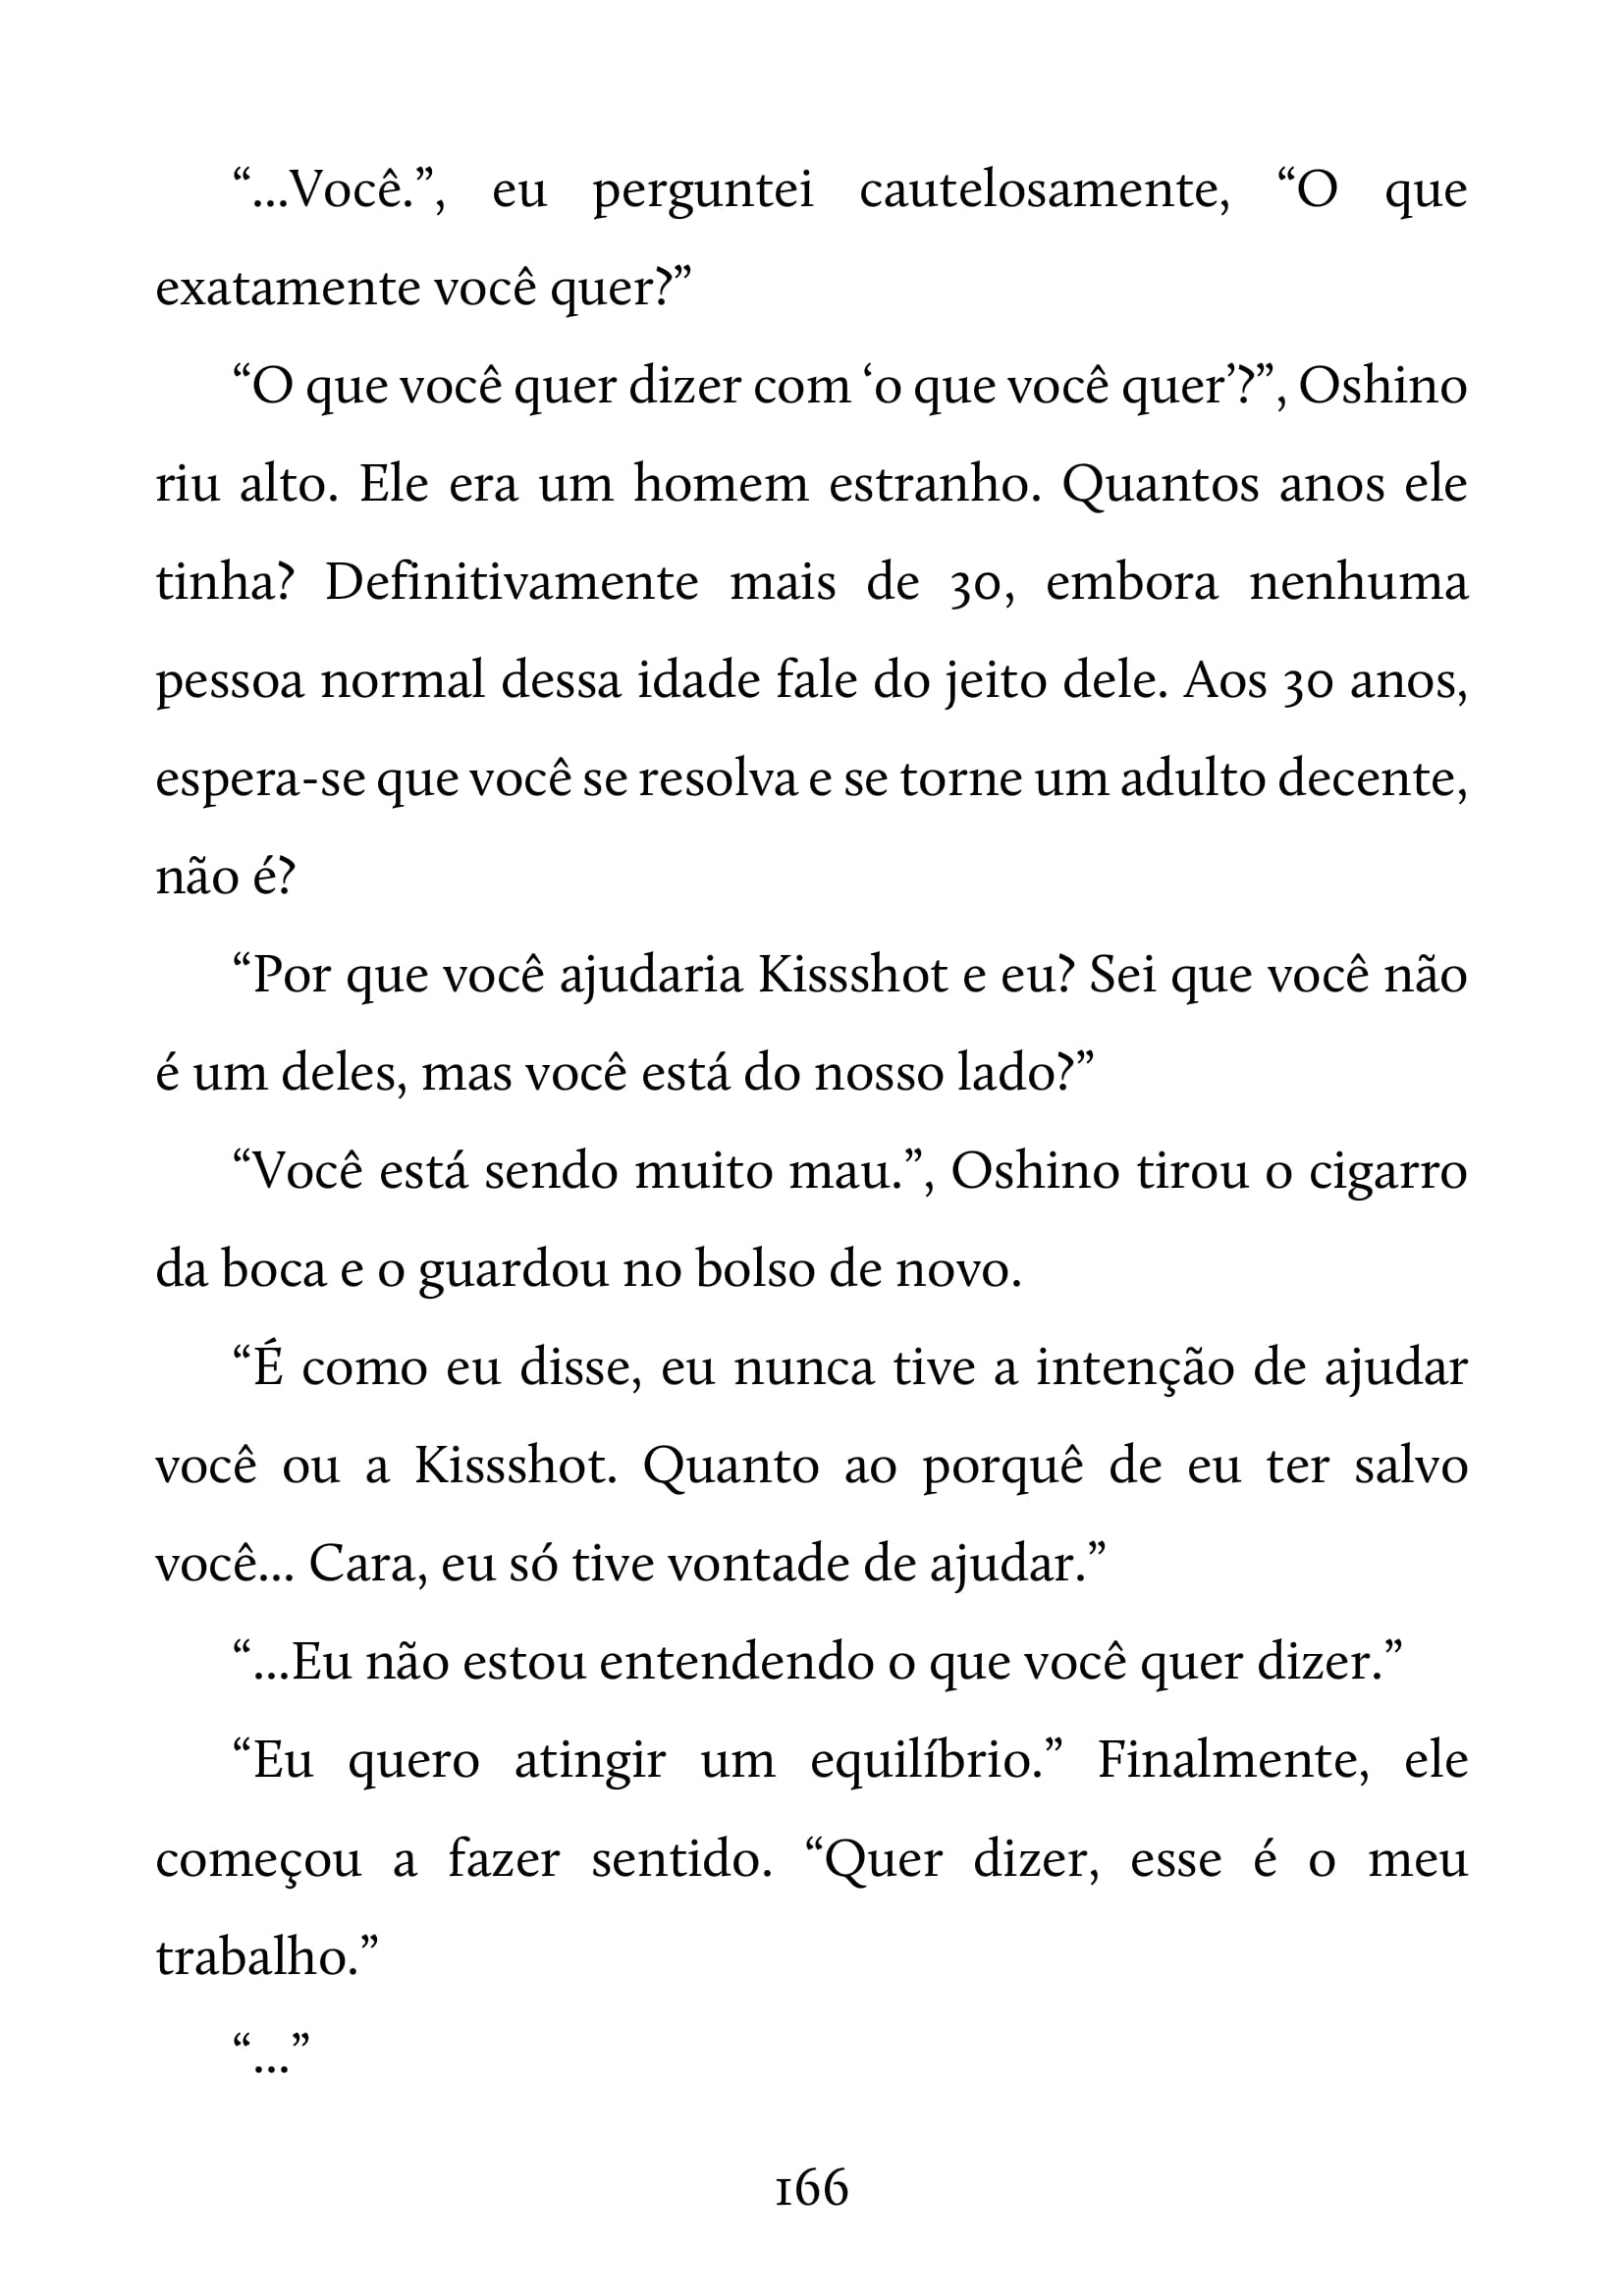 “...Você.”, eu perguntei cautelosamente, “O que
exatamente você quer?”
“O que você quer dizer com ‘o que você quer’?”, Oshino
riu alto. Ele era um homem estranho. Quantos anos ele
tinha? Definitivamente mais de 30, embora nenhuma
pessoa normal dessa idade fale do jeito dele. Aos 30 anos,
espera-se que você se resolva e se torne um adulto decente,
não é?
“Por que você ajudaria Kissshot e eu? Sei que você não
é um deles, mas você está do nosso lado?”
“Você está sendo muito mau.”, Oshino tirou o cigarro
da boca e o guardou no bolso de novo.
“É como eu disse, eu nunca tive a intenção de ajudar
você ou a Kissshot. Quanto ao porquê de eu ter salvo
você... Cara, eu só tive vontade de ajudar.”
“...Eu não estou entendendo o que você quer dizer.”
“Eu quero atingir um equilíbrio.” Finalmente, ele
começou a fazer sentido. “Quer dizer, esse é o meu
trabalho.”
“...”
166